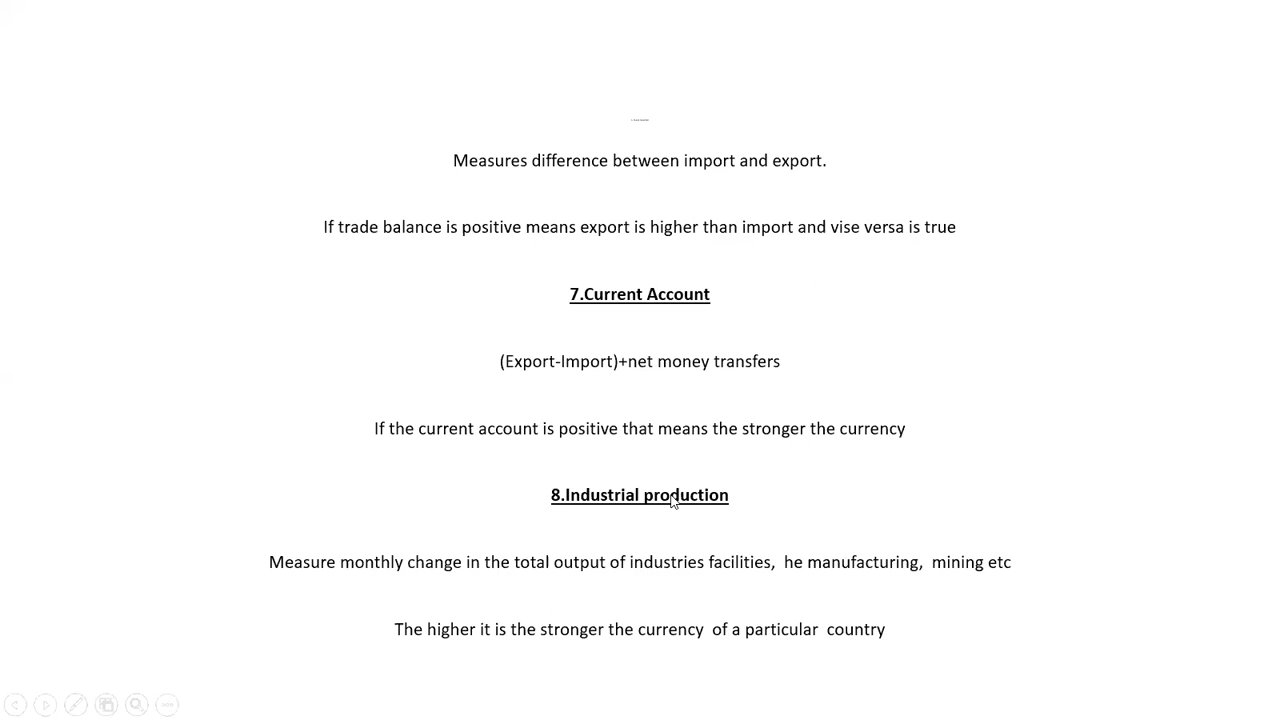 Measures difference between import and export.
If trade balance is positive means export is higher than import and vise versa is true
7.Current Account
(Export-Import)+net money transfers
If the current account is positive that means the stronger the currency
8.Industrial production
Measure monthly change in the total output of industries facilities,  he manufacturing,  mining etc
The higher it is the stronger the currency  of a particular  country